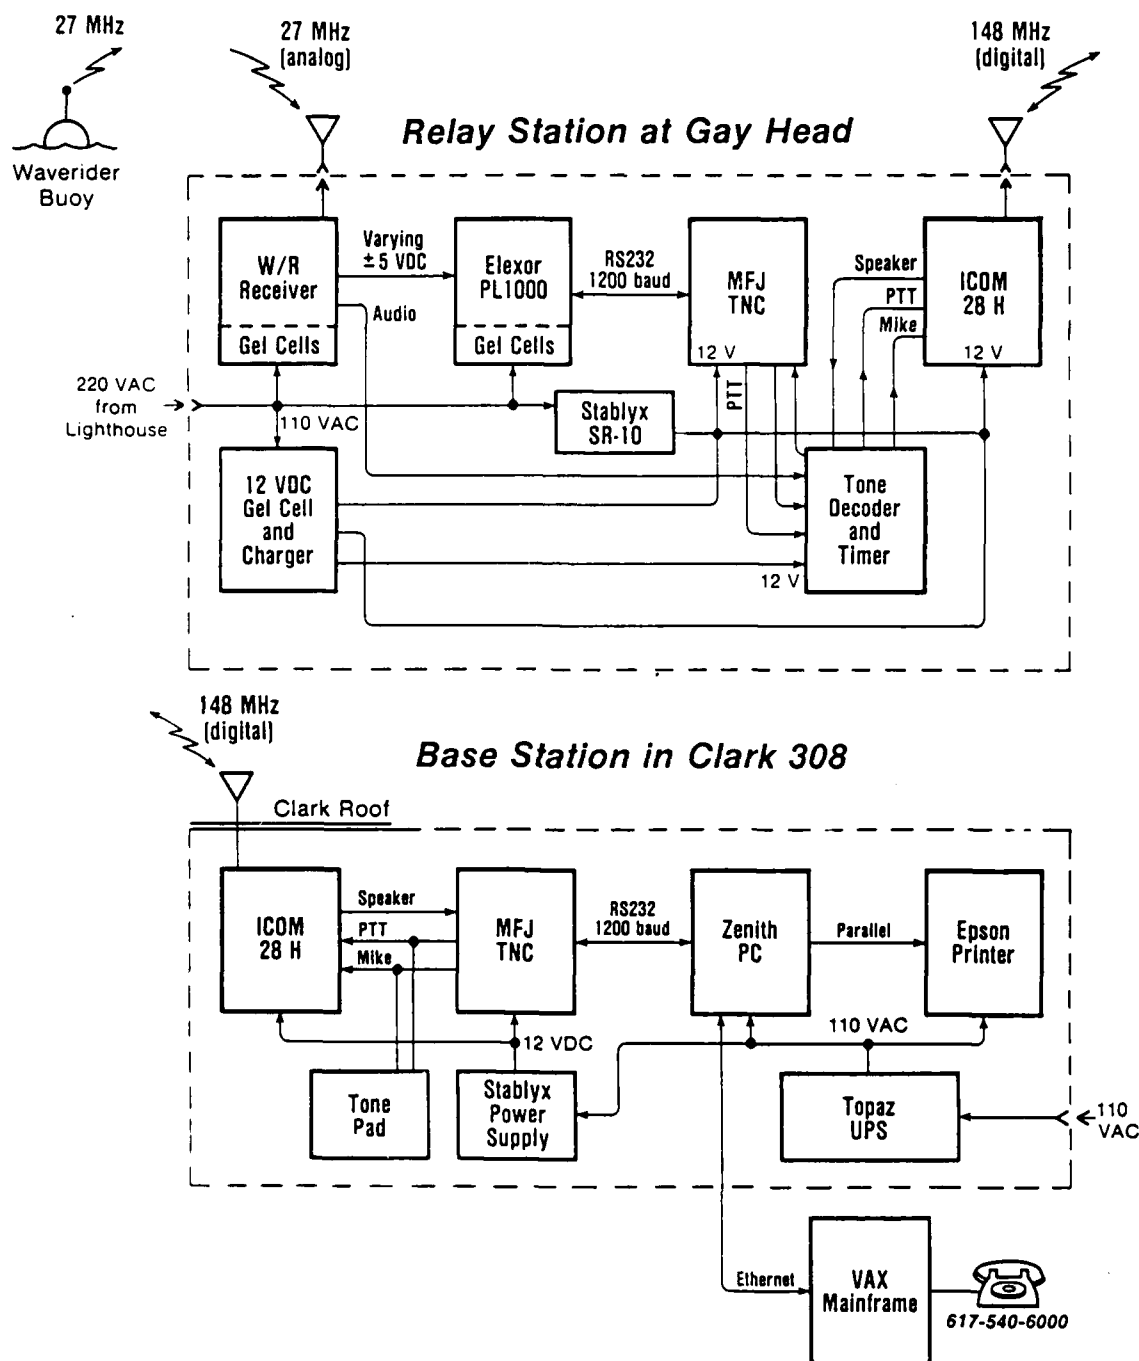 27 MHz
27 MHz
(analog)
148 MHz
(digital)
Relay Station at Gay Head
Waverider
Buoy
W/R
Receiver
Gel Cells
Varying
± 5 VDC
Audio
Elexor
PL1000
Gel Cells
RS232
1200 baud
MFJ
TNC
12 V
Speaker
PTT
Mike
ICOM
28 H
12 V
220 VAC
from
Lighthouse
110 VAC
Stablyx
SR-10
PTT
12 VDC
Gel Cell
and
Charger
Tone
Decoder
and
Timer
12 V
148 MHz
(digital)
Base Station in Clark 308
Clark Roof
ICOM
28 H
Speaker
PTT
Mike
MFJ
TNC
RS232
1200 baud
Zenith
PC
Parallel
Epson
Printer
12 VDC
110 VAC
Tone
Pad
Stablyx
Power
Supply
Topaz
UPS
110
VAC
Ethernet
VAX
Mainframe
617-540-6000